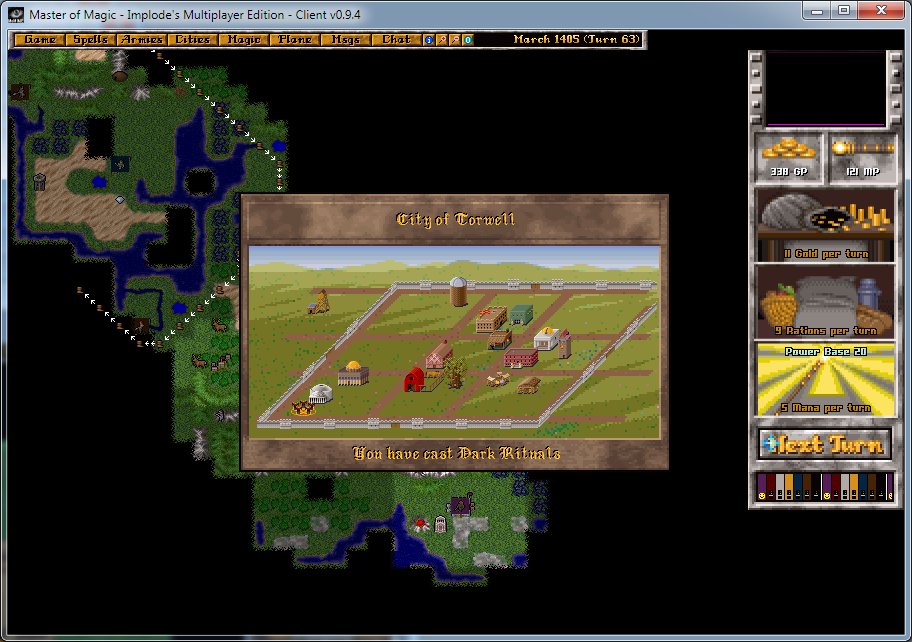 Master of Magic - Implode's Multiplayer Edition - Client v0.9.4
Game Spells Armies Cities Magic Plane Msgs Chat March 1405 (Turn 63)
338 GP 121 MP
City of Torwell
11 Gold per turn
9 Rations per turn
Power Base 20
5 Mana per turn
Next Turn
You have cast Dark Rituals